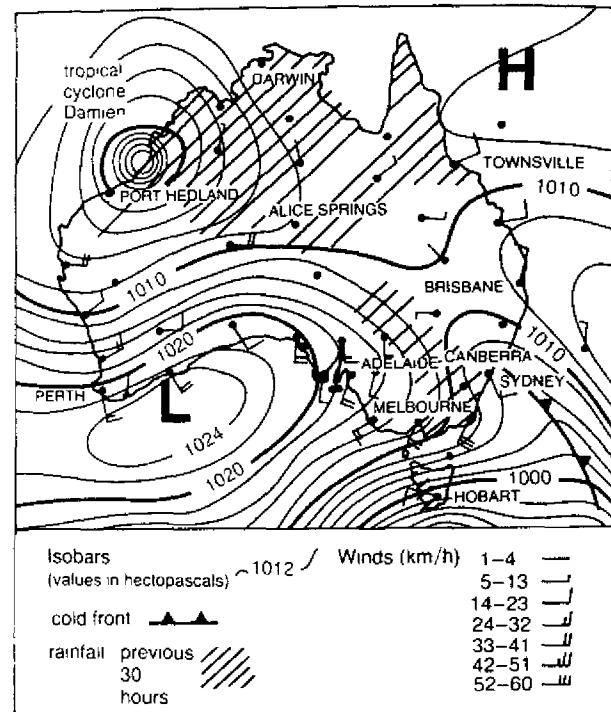 tropical
cyclone
Damien
DARWIN
H
TOWNSVILLE
PORT HEDLAND
1010
ALICE SPRINGS
1010
BRISBANE
1010
1020
ADELAIDE CANBERRA
SYDNEY
PERTH
L
MELBOURNE
1024
1020
1000
HOBART
Isobars
(values in hectopascals)
1012
Winds (km/h)
1–4
5–13
14–23
24–32
33–41
42–51
52–60
cold front
rainfall previous
30
hours